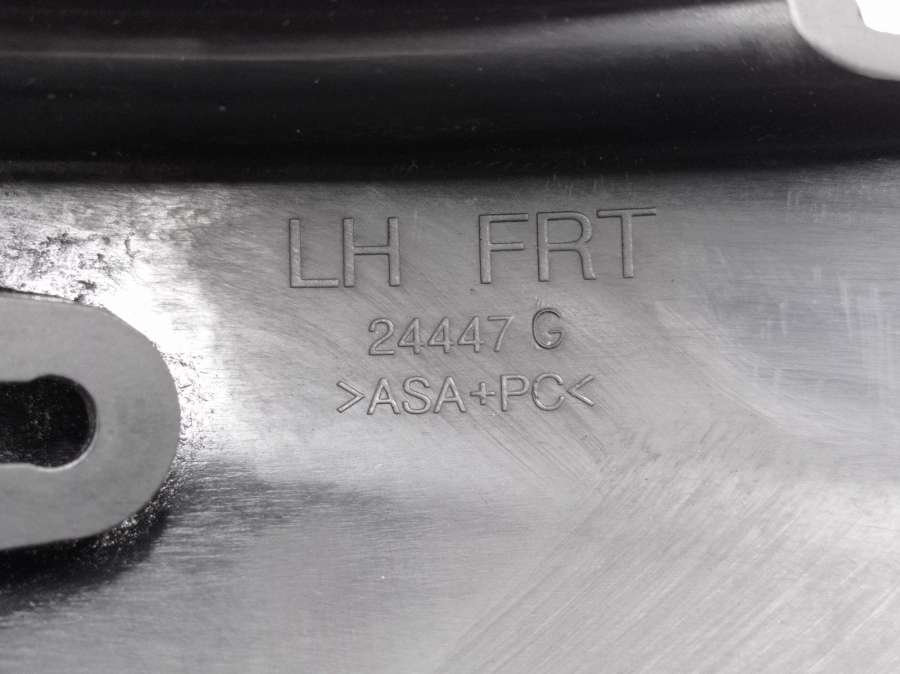 LH FRT
24447 G
>ASA+PC<